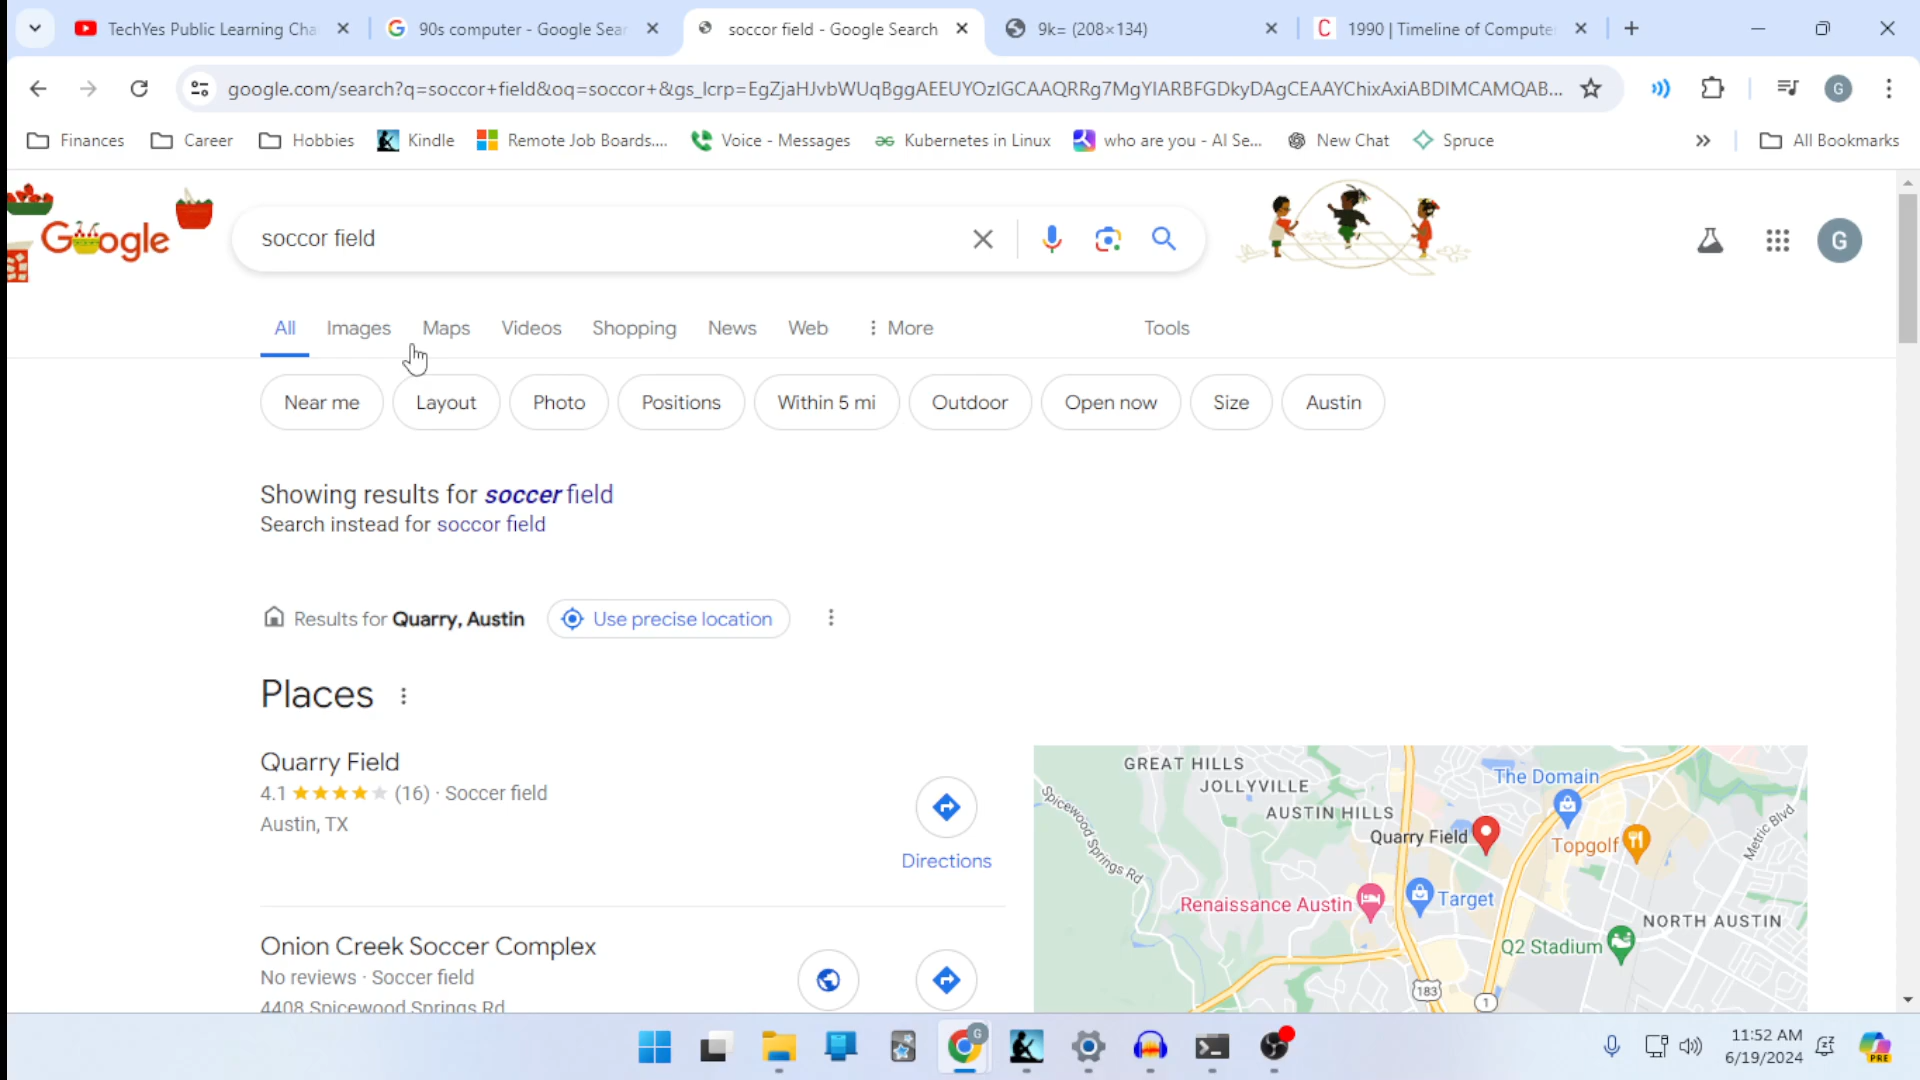 TechYes Public Learning Cha
90s computer - Google Sear
soccor field - Google Search
9k= (208×134)
C 1990 | Timeline of Compute
google.com/search?q=soccor+field&oq=soccor+&gs_lcrp=EgZjaHJvbWUqBggAEEUYOzIGCAAQRRg7MgYIARBFGDkyDAgCEAAYChixAxiABDIMCAMQAB...
G
Finances
Career
Hobbies
Kindle
Remote Job Boards....
Voice - Messages
Kubernetes in Linux
who are you - AI Se...
New Chat
Spruce
All Bookmarks
Google
soccor field
G
All
Images
Maps
Videos
Shopping
News
Web
More
Tools
Near me
Layout
Photo
Positions
Within 5 mi
Outdoor
Open now
Size
Austin
Showing results for soccer field
Search instead for soccor field
Results for Quarry, Austin
Use precise location
Places
Quarry Field
4.1 (16) · Soccer field
Austin, TX
Directions
Onion Creek Soccer Complex
No reviews · Soccer field
4408 Spicewood Springs Rd
GREAT HILLS
JOLLYVILLE
The Domain
AUSTIN HILLS
Spicewood Springs Rd
Quarry Field
Topgolf
Metric Blvd
Renaissance Austin
Target
NORTH AUSTIN
Q2 Stadium
183
1
G
11:52 AM
6/19/2024
PRE